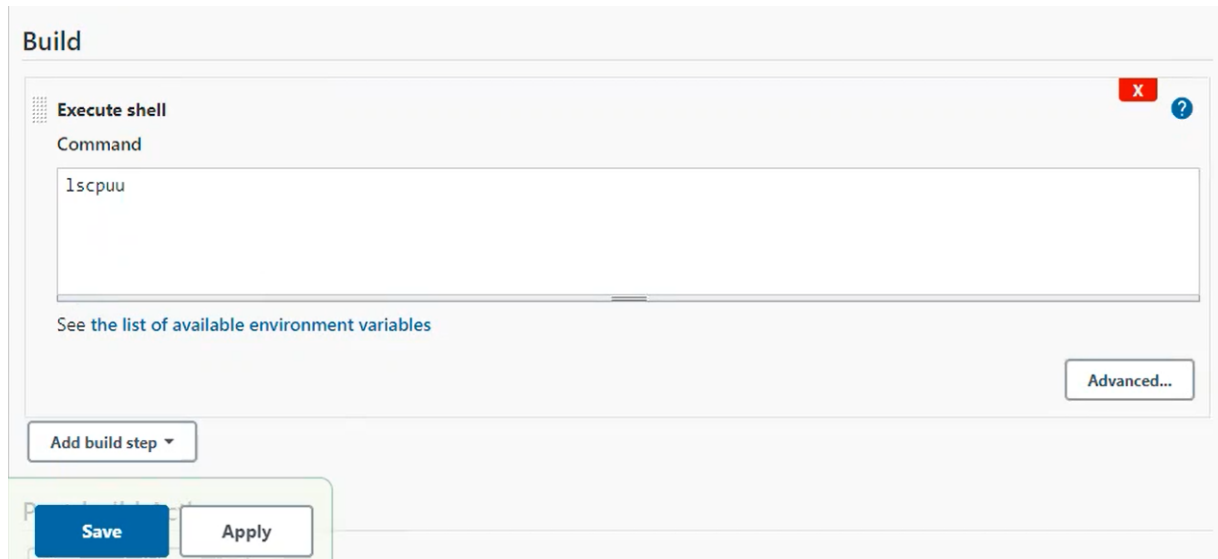 Build
X
Execute shell
?
Command
lscpuu
See the list of available environment variables
Advanced...
Add build step
Save
Apply